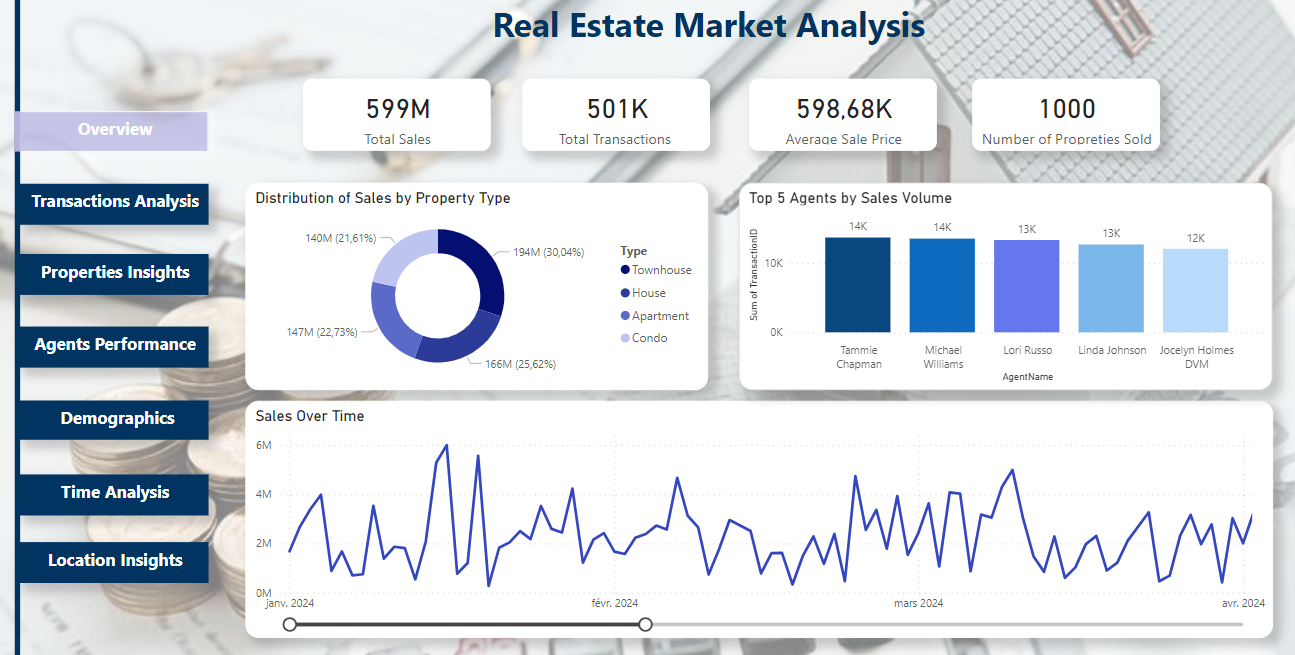 Real Estate Market Analysis
599M
Total Sales
501K
Total Transactions
598,68K
Average Sale Price
1000
Number of Propreties Sold
Overview
Transactions Analysis
Properties Insights
Agents Performance
Demographics
Time Analysis
Location Insights
Distribution of Sales by Property Type
140M (21,61%)
194M (30,04%)
147M (22,73%)
166M (25,62%)
Type
Townhouse
House
Apartment
Condo
Top 5 Agents by Sales Volume
Sum of TransactionID
10K
0K
14K
14K
13K
13K
12K
Tammie
Chapman
Michael
Williams
Lori Russo
Linda Johnson
Jocelyn Holmes
DVM
AgentName
Sales Over Time
6M
4M
2M
0M
janv. 2024
févr. 2024
mars 2024
avr. 2024